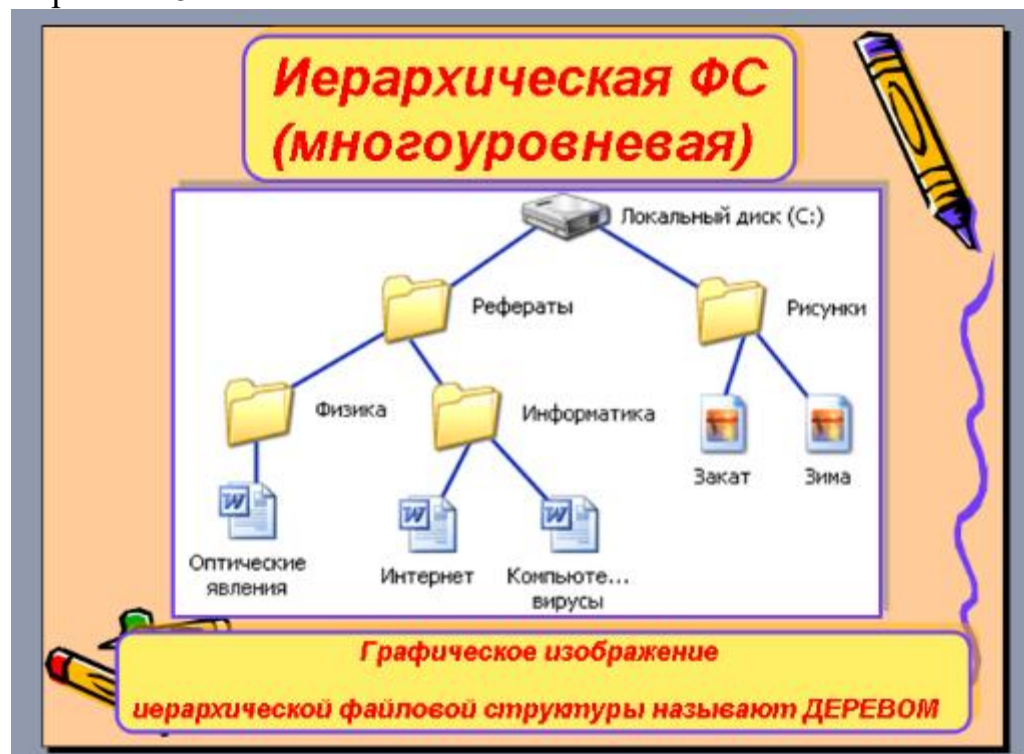 Иерархическая ФС
(многоуровневая)
Локальный диск (C:)
Рефераты
Рисунки
Физика
Информатика
Закат
Зима
Оптические
явления
Интернет
Компьюте...
вирусы
Графическое изображение
иерархической файловой структуры называют ДЕРЕВОМ